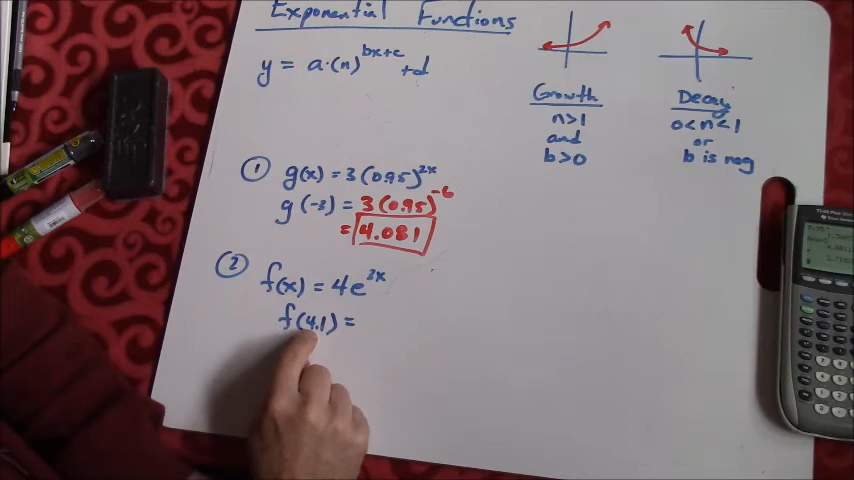 Exponential Functions
y = a·(n)^(bx+c) +d
Growth
n>1
and
b>0
Decay
0<n<1
or
b is neg
① g(x) = 3(0.95)^2x
g(-3) = 3(0.95)^-6
= 4.081
② f(x) = 4e^2x
f(4.1) =